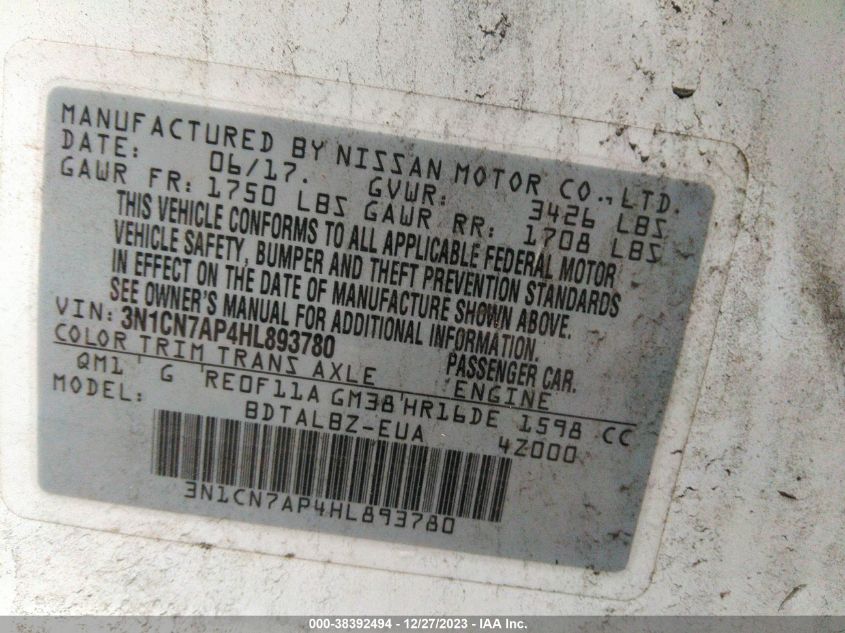 MANUFACTURED BY NISSAN MOTOR CO., LTD.
DATE: 06/17. GVWR: 3426 LBS
GAWR FR: 1750 LBS GAWR RR: 1708 LBS
THIS VEHICLE CONFORMS TO ALL APPLICABLE FEDERAL MOTOR
VEHICLE SAFETY, BUMPER AND THEFT PREVENTION STANDARDS
IN EFFECT ON THE DATE OF MANUFACTURE SHOWN ABOVE.
SEE OWNER'S MANUAL FOR ADDITIONAL INFORMATION.
VIN: 3N1CN7AP4HL893780 PASSENGER CAR.
COLOR TRIM TRANS AXLE ENGINE
QM1 G RE0F11A GM38 HR16DE 1598 CC
MODEL: BDTALBZ-EUA 42000
3N1CN7AP4HL893780
000-38392494 - 12/27/2023 - IAA Inc.